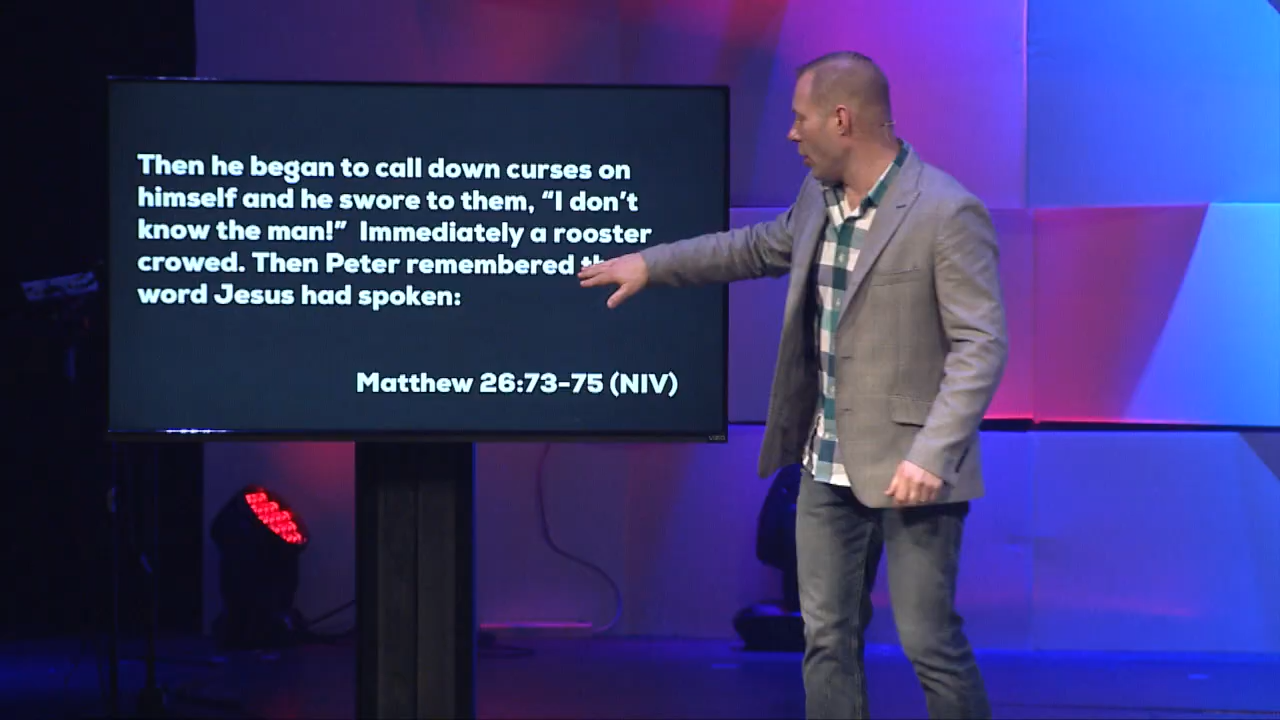 Then he began to call down curses on
himself and he swore to them, “I don’t
know the man!”  Immediately a rooster
crowed. Then Peter remembered
word Jesus had spoken:
Matthew 26:73-75 (NIV)